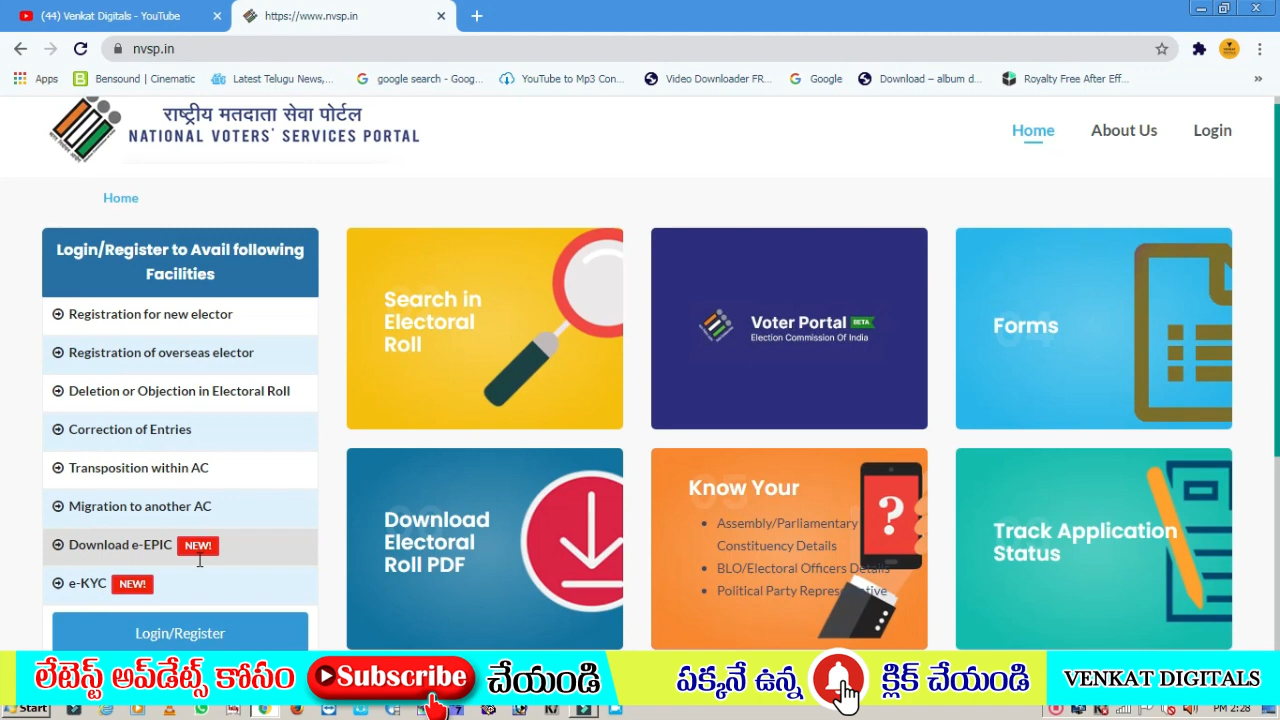 (44) Venkat Digitals - YouTube
https://www.nvsp.in
nvsp.in
Apps
Bensound | Cinematic
Latest Telugu News,...
google search - Goog...
YouTube to Mp3 Con...
Video Downloader FR...
Google
Download – album d...
Royalty Free After Eff...
राष्ट्रीय मतदाता सेवा पोर्टल
NATIONAL VOTERS' SERVICES PORTAL
Home
About Us
Login
Home
Login/Register to Avail following
Facilities
Registration for new elector
Registration of overseas elector
Deletion or Objection in Electoral Roll
Correction of Entries
Transposition within AC
Migration to another AC
Download e-EPIC NEW!
e-KYC NEW!
Login/Register
Search in
Electoral
Roll
Voter Portal BETA
Election Commission Of India
Forms
Download
Electoral
Roll PDF
Know Your
Assembly/Parliamentary
Constituency Details
BLO/Electoral Officers Details
Political Party Representative
Track Application
Status
లేటెస్ట్ అప్‌డేట్స్ కోసం
Subscribe
చేయండి
పక్కనే ఉన్న
క్లిక్ చేయండి
VENKAT DIGITALS
Start
PM 2:28